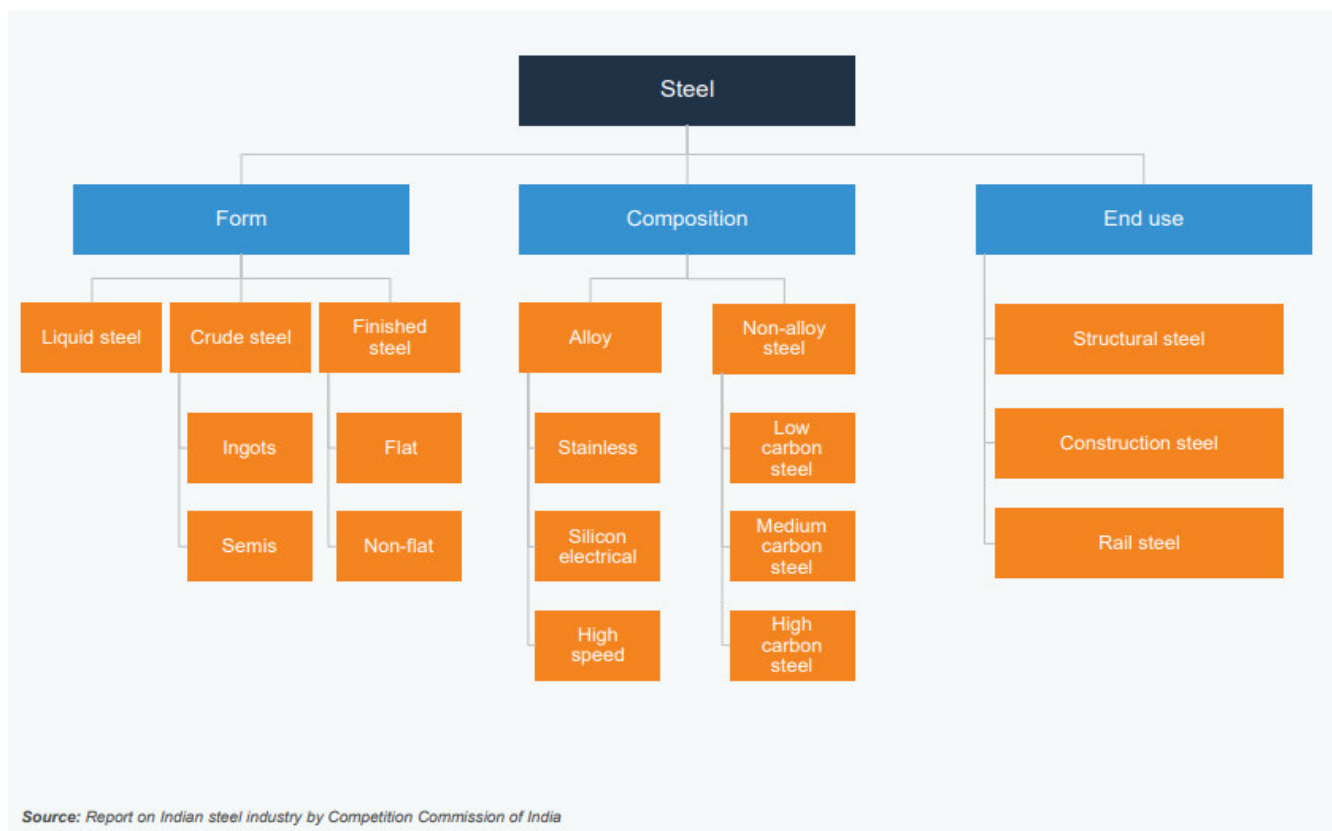 Steel
Form
Composition
End use
Liquid steel
Crude steel
Finished
steel
Alloy
Non-alloy
steel
Structural steel
Ingots
Flat
Stainless
Low
carbon
steel
Construction steel
Semis
Non-flat
Silicon
electrical
Medium
carbon
steel
Rail steel
High
speed
High
carbon
steel
Source: Report on Indian steel industry by Competition Commission of India